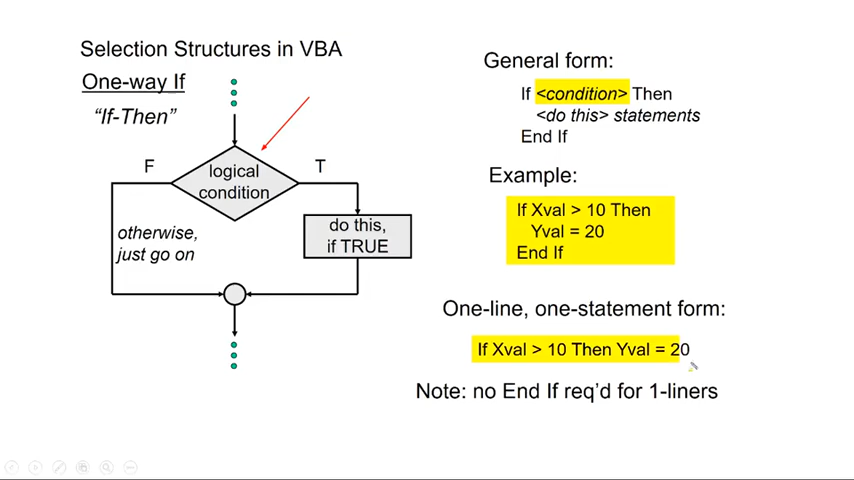 Selection Structures in VBA
One-way If
“If-Then”
F
logical
condition
T
otherwise,
just go on
do this,
if TRUE
General form:
If <condition> Then
<do this> statements
End If
Example:
If Xval > 10 Then
Yval = 20
End If
One-line, one-statement form:
If Xval > 10 Then Yval = 20
Note: no End If req’d for 1-liners